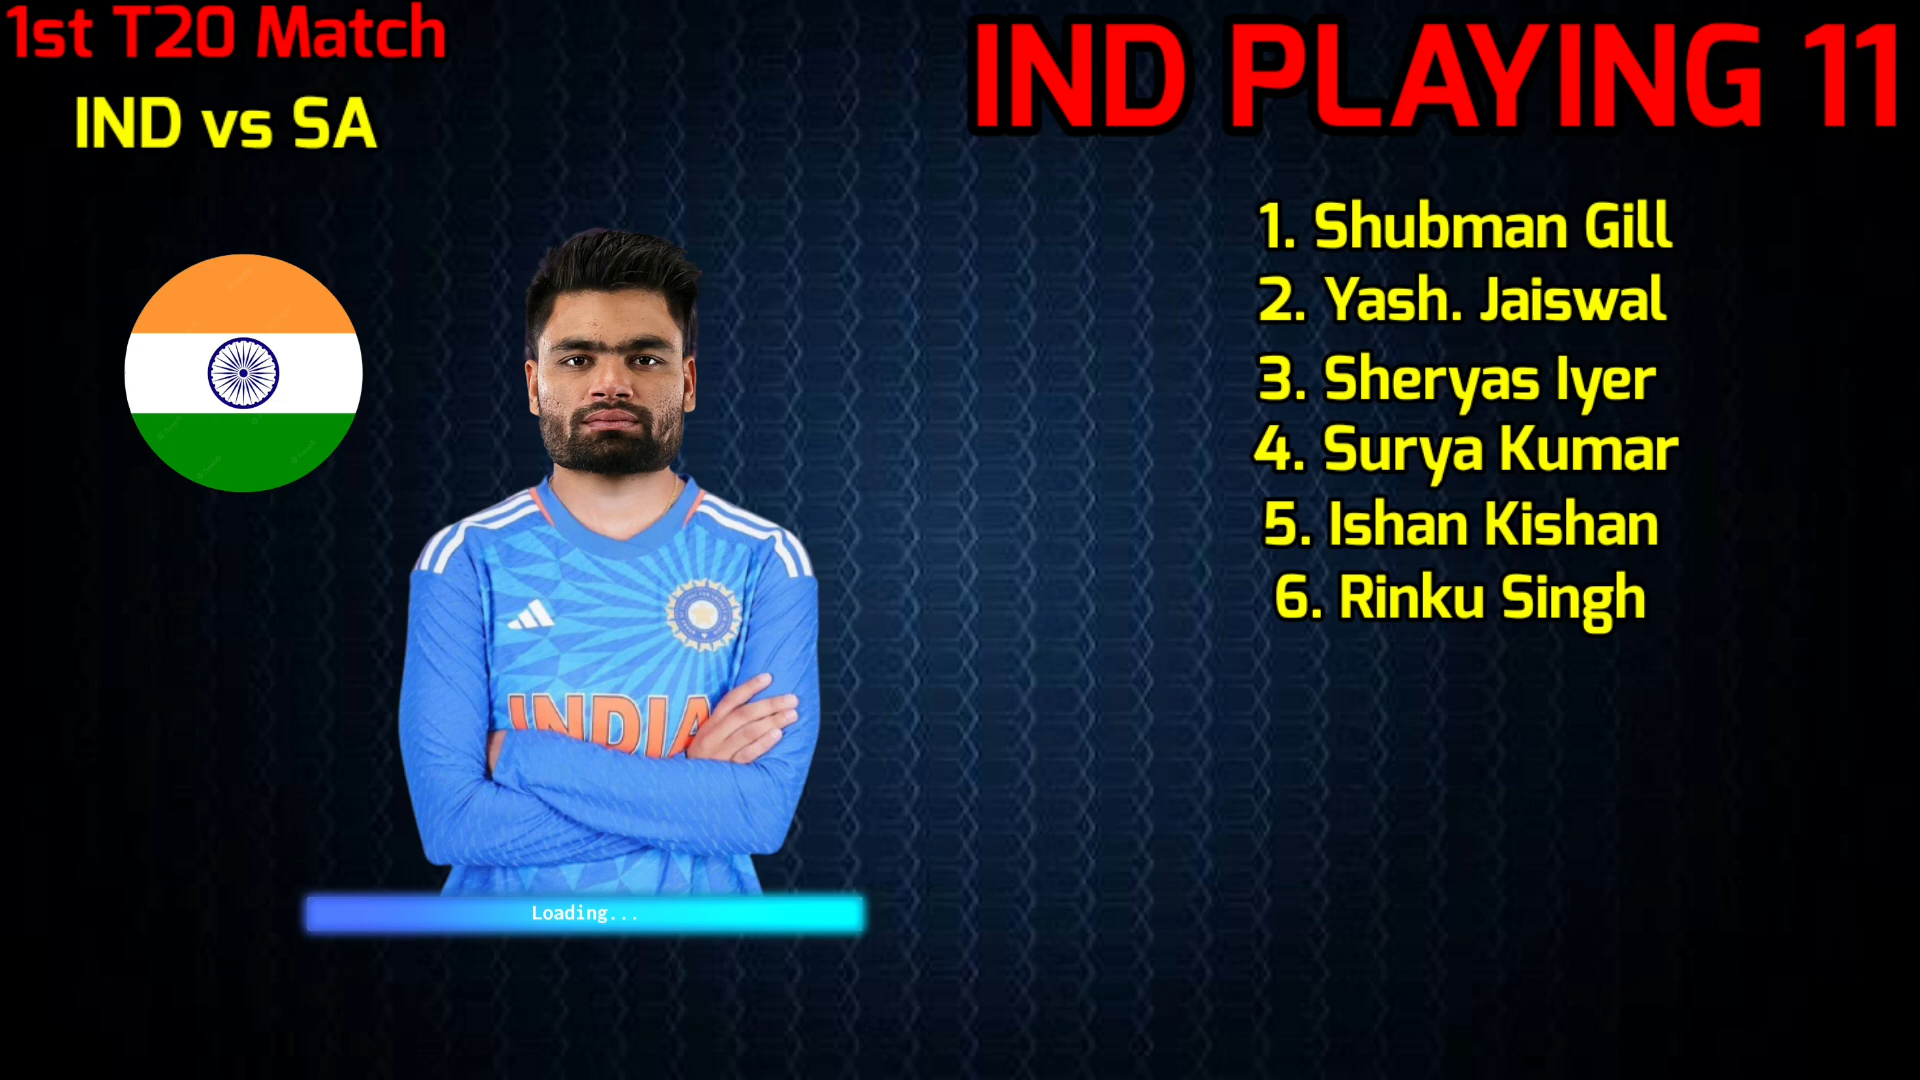 1st T20 Match
IND vs SA
IND PLAYING 11
1. Shubman Gill
2. Yash. Jaiswal
3. Sheryas Iyer
4. Surya Kumar
5. Ishan Kishan
6. Rinku Singh
INDIA
Loading...